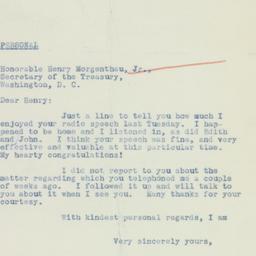 PERSONAL
Honorable Henry Morgenthau, Jr.,
Secretary of the Treasury,
Washington, D. C.
Dear Henry:
Just a line to tell you how much I
enjoyed your radio speech last Tuesday. I hap-
pened to be home and I listened in, as did Edith
and John. I think your speech was fine, and very
effective and valuable at this particular time.
My hearty congratulations!
I did not report to you about the
matter regarding which you telephoned me a couple
of weeks ago. I followed it up and will talk to
you about it when I see you. Many thanks for your
courtesy.
With kindest personal regards, I am
Very sincerely yours,